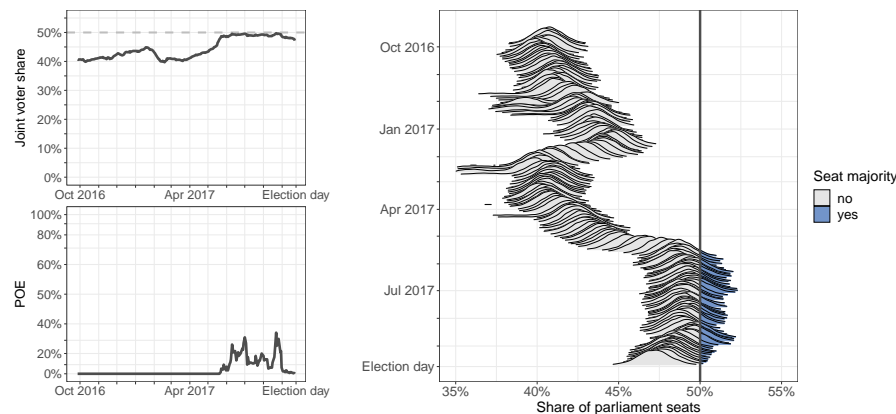 50%
40%
30%
20%
10%
0%
Joint voter share
Oct 2016 Apr 2017 Election day
100%
80%
60%
40%
20%
0%
POE
Oct 2016 Apr 2017 Election day
Oct 2016
Jan 2017
Apr 2017
Jul 2017
Election day
35% 40% 45% 50% 55%
Share of parliament seats
Seat majority
no
yes